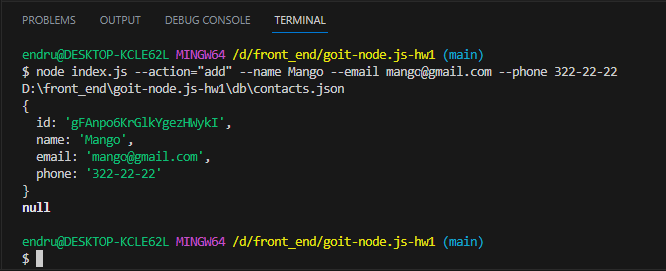 PROBLEMS OUTPUT DEBUG CONSOLE TERMINAL
endru@DESKTOP-KCLE62L MINGW64 /d/front_end/goit-node.js-hw1 (main)
$ node index.js --action="add" --name Mango --email mango@gmail.com --phone 322-22-22
D:\front_end\goit-node.js-hw1\db\contacts.json
{
  id: 'gFAnpo6KrGlkYgezHWykI',
  name: 'Mango',
  email: 'mango@gmail.com',
  phone: '322-22-22'
}
null
endru@DESKTOP-KCLE62L MINGW64 /d/front_end/goit-node.js-hw1 (main)
$